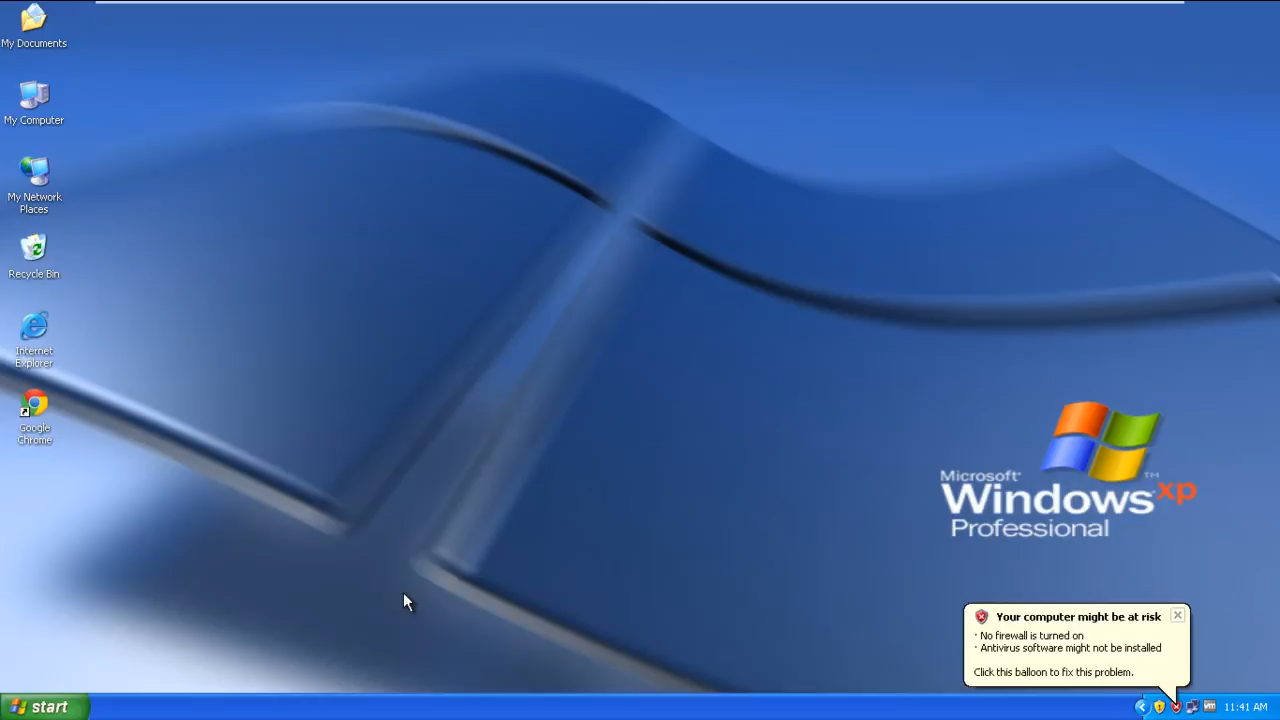 My Documents
My Computer
My Network
Places
Recycle Bin
Internet
Explorer
Google
Chrome
Microsoft
Windows xp
TM
Professional
Your computer might be at risk
· No firewall is turned on
· Antivirus software might not be installed
Click this balloon to fix this problem.
start
vm
11:41 AM